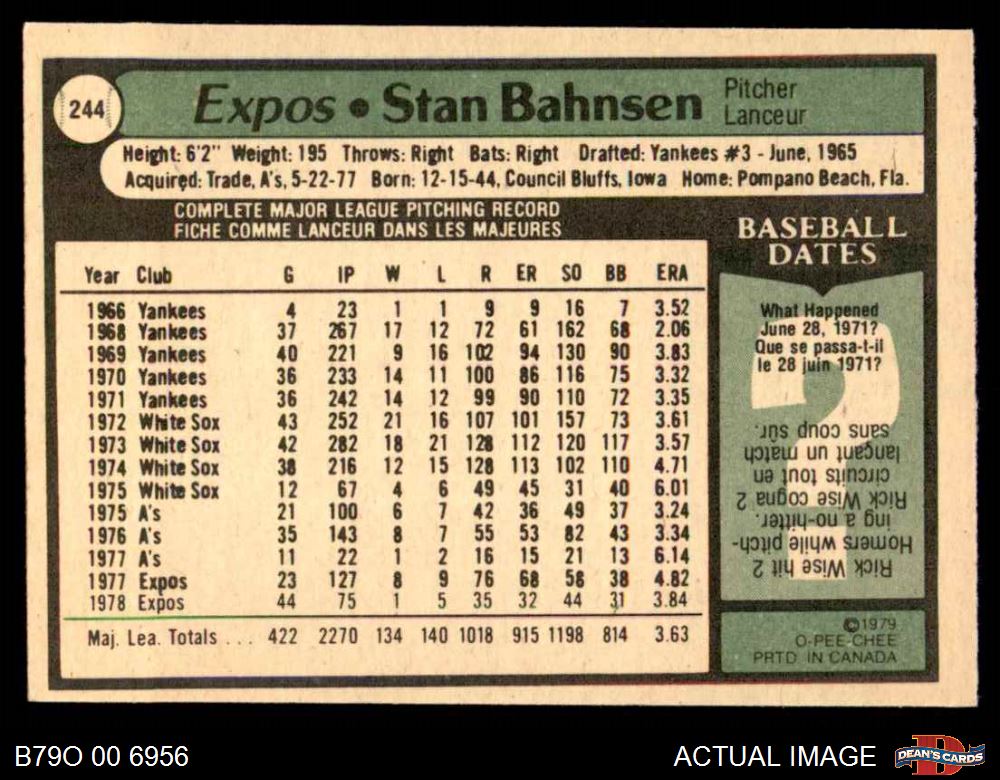 244
Expos • Stan Bahnsen
Pitcher
Lanceur
Height: 6'2" Weight: 195 Throws: Right Bats: Right Drafted: Yankees #3 - June, 1965
Acquired: Trade, A's, 5-22-77 Born: 12-15-44, Council Bluffs, Iowa Home: Pompano Beach, Fla.
COMPLETE MAJOR LEAGUE PITCHING RECORD
FICHE COMME LANCEUR DANS LES MAJEURES
Year Club G IP W L R ER SO BB ERA
1966 Yankees 4 23 1 1 9 9 16 7 3.52
1968 Yankees 37 267 17 12 72 61 162 68 2.06
1969 Yankees 40 221 9 16 102 94 130 90 3.83
1970 Yankees 36 233 14 11 100 86 116 75 3.32
1971 Yankees 36 242 14 12 99 90 110 72 3.35
1972 White Sox 43 252 21 16 107 101 157 73 3.61
1973 White Sox 42 282 18 21 128 112 120 117 3.57
1974 White Sox 38 216 12 15 128 113 102 110 4.71
1975 White Sox 12 67 4 6 49 45 31 40 6.01
1975 A's 21 100 6 7 42 36 49 37 3.24
1976 A's 35 143 8 7 55 53 82 43 3.34
1977 A's 11 22 1 2 16 15 21 13 6.14
1977 Expos 23 127 8 9 76 68 58 38 4.82
1978 Expos 44 75 1 5 35 32 44 31 3.84
Maj. Lea. Totals . . . 422 2270 134 140 1018 915 1198 814 3.63
BASEBALL
DATES
What Happened
June 28, 1971?
Que se passa-t-il
le 28 juin 1971?
Rick Wise hit 2
Homers while pitch-
ing a no-hitter.
Rick Wise cogna 2
circuits tout en
lançant un match
sans coup sûr.
©1979
O-PEE-CHEE
PRTD IN CANADA
B79O 00 6956
ACTUAL IMAGE
D
DEAN'S CARDS